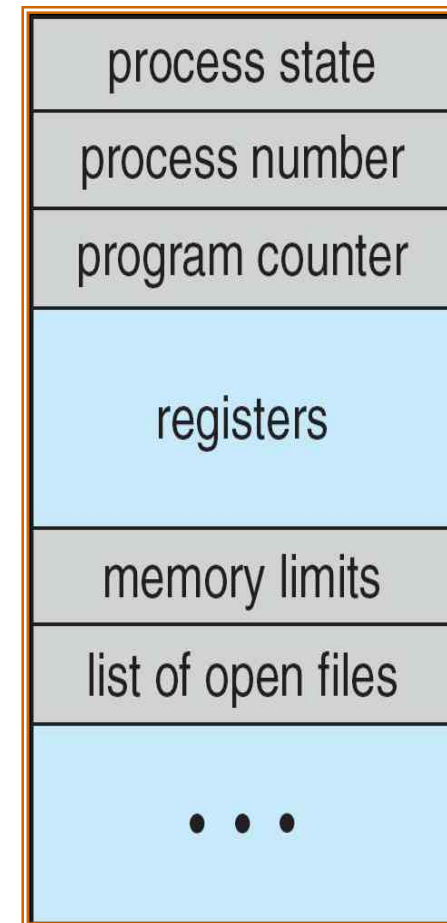 process state
process number
program counter
registers
memory limits
list of open files
• • •